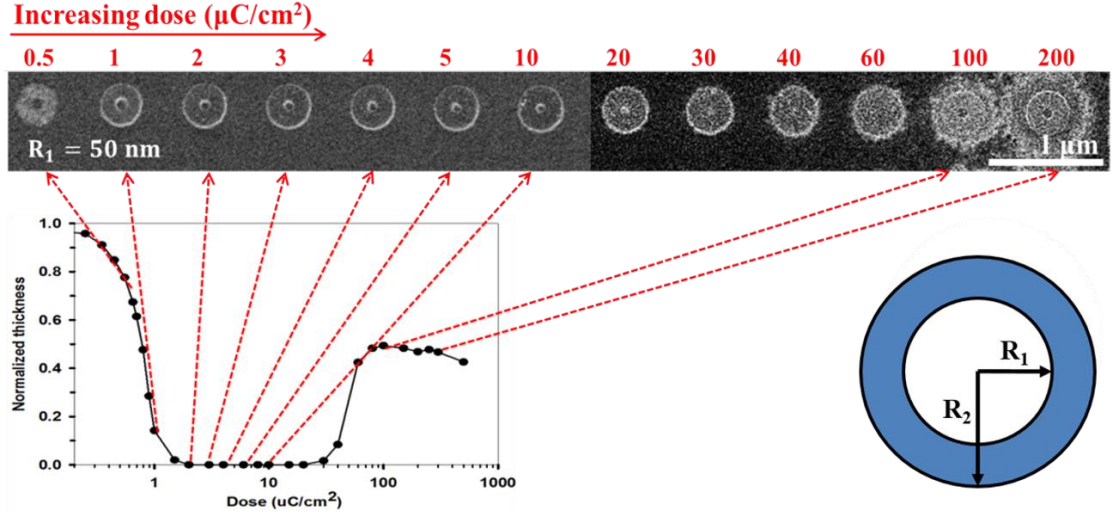 Increasing dose (μC/cm²)
0.5 1 2 3 4 5 10 20 30 40 60 100 200
R₁ = 50 nm
1 μm
1.0
0.8
0.6
0.4
0.2
0.0
Normalized thickness
1 10 100 1000
Dose (uC/cm²)
R₁
R₂